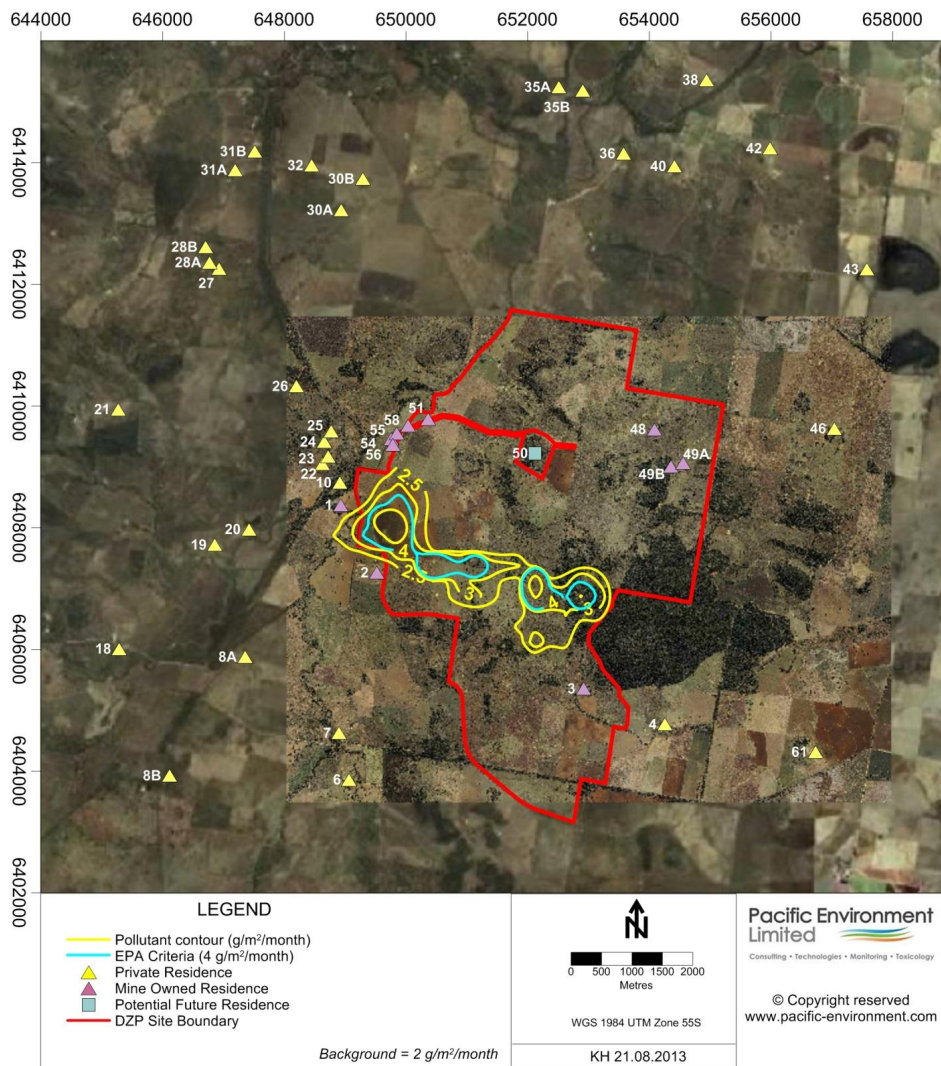 644000 646000 648000 650000 652000 654000 656000 658000
6414000
6412000
6410000
6408000
6406000
6404000
6402000
38
35A
35B
31B
31A
32
30B
30A
36
40
42
28B
28A
27
43
26
21
51
58
55
54
56
25
24
23
22
10
1
48
49A
49B
46
50
2.5
4
2.5
3
4
3
20
19
2
18
8A
3
4
7
61
8B
6
LEGEND
Pollutant contour (g/m²/month)
EPA Criteria (4 g/m²/month)
Private Residence
Mine Owned Residence
Potential Future Residence
DZP Site Boundary
Background = 2 g/m²/month
N
0 500 1000 1500 2000
Metres
WGS 1984 UTM Zone 55S
KH 21.08.2013
Pacific Environment
Limited
Consulting • Technologies • Monitoring • Toxicology
© Copyright reserved
www.pacific-environment.com